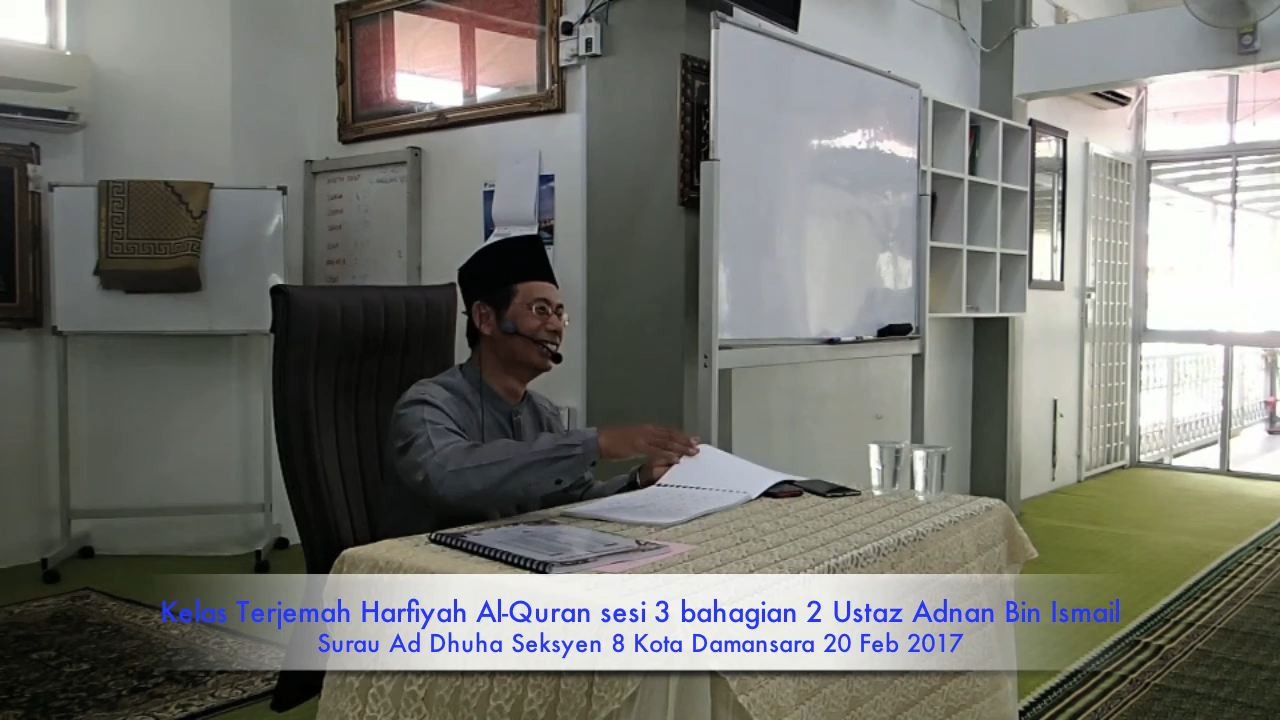 Kelas Terjemah Harfiyah Al-Quran sesi 3 bahagian 2 Ustaz Adnan Bin Ismail
Surau Ad Dhuha Seksyen 8 Kota Damansara 20 Feb 2017